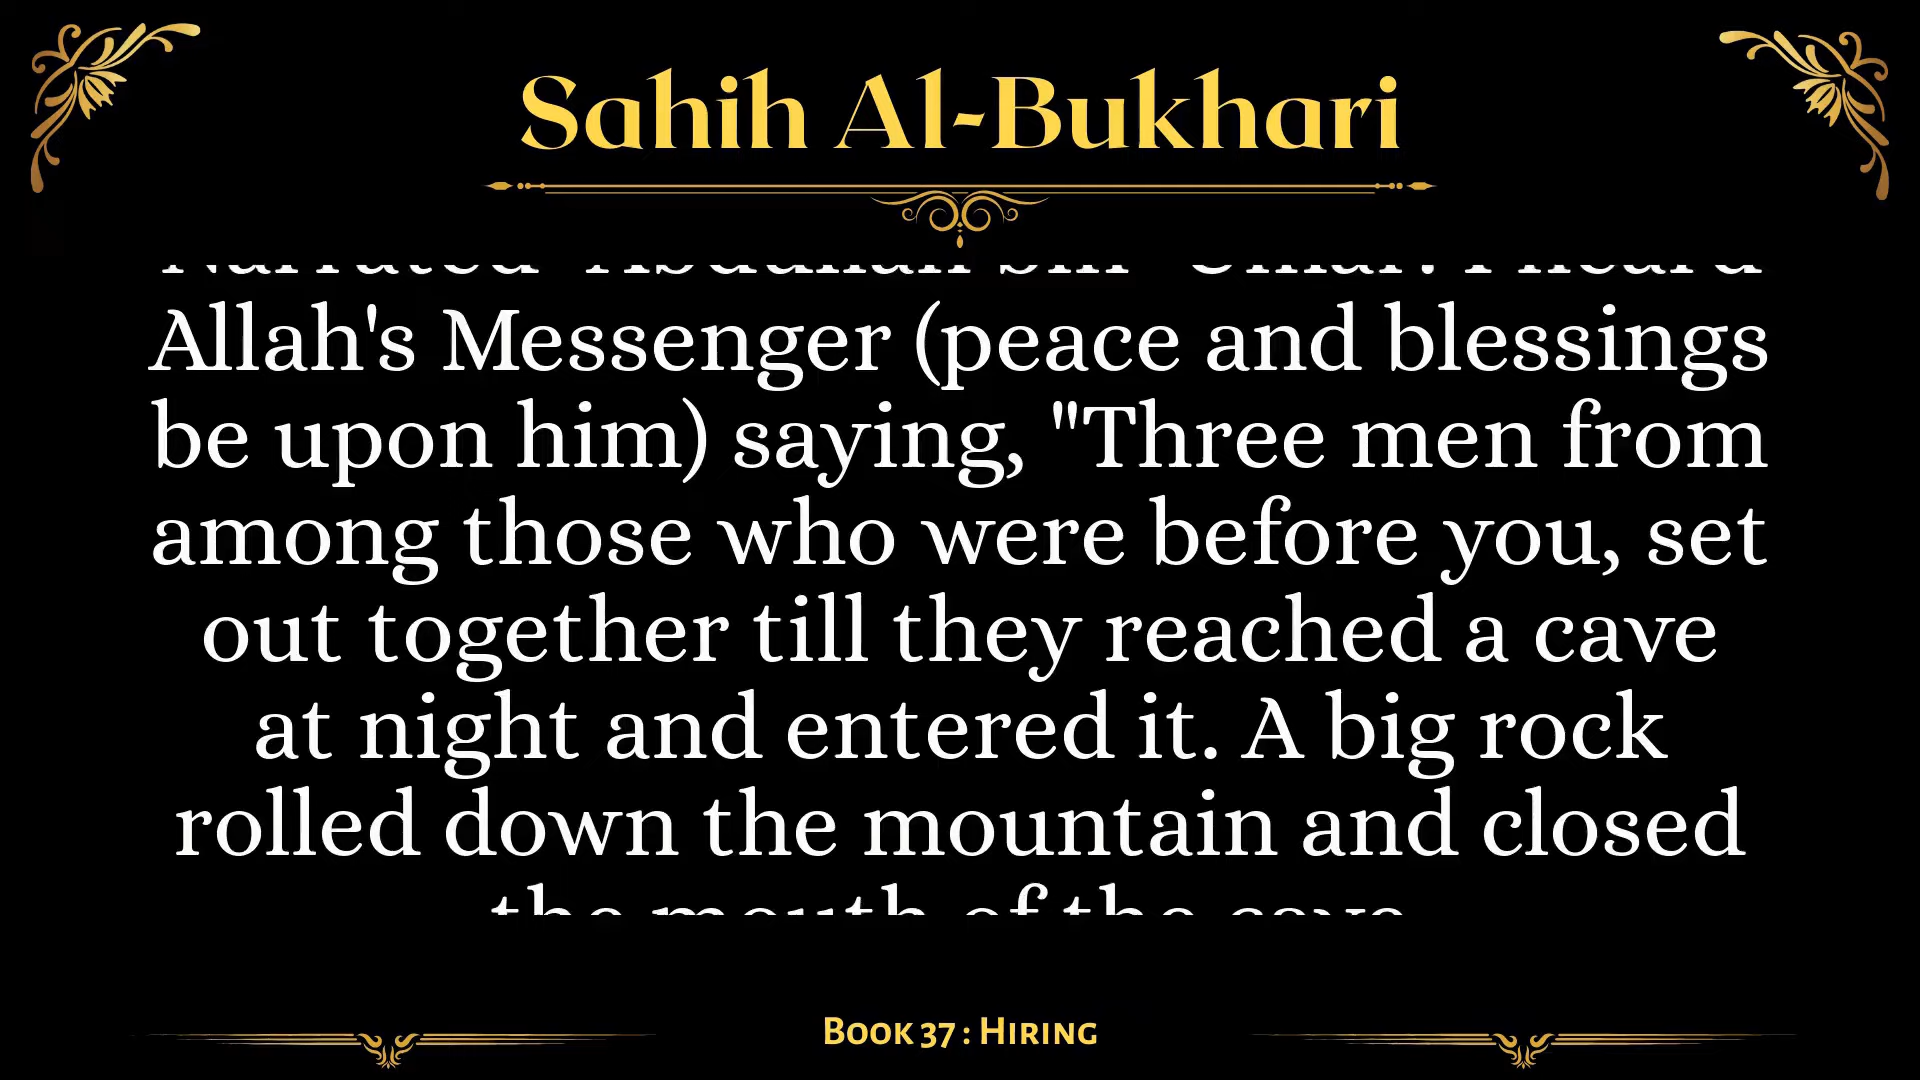 Sahih Al-Bukhari
Narrated 'Abdullah bin 'Umar: I heard
Allah's Messenger (peace and blessings
be upon him) saying, "Three men from
among those who were before you, set
out together till they reached a cave
at night and entered it. A big rock
rolled down the mountain and closed
the mouth of the cave.
Book 37 : Hiring